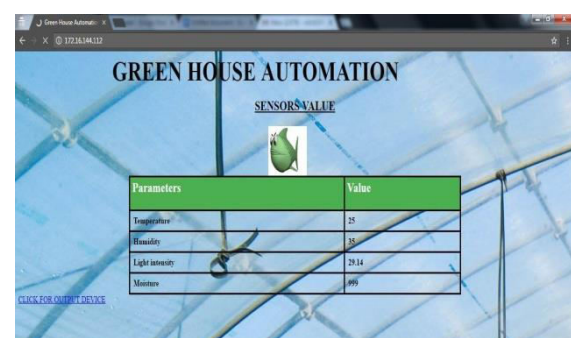 Green House Automatio
172.16.144.112
GREEN HOUSE AUTOMATION
SENSORS VALUE
Parameters Value
Temperature 25
Humidity 35
Light intensity 29.14
Moisture 999
CLICK FOR OUTPUT DEVICE